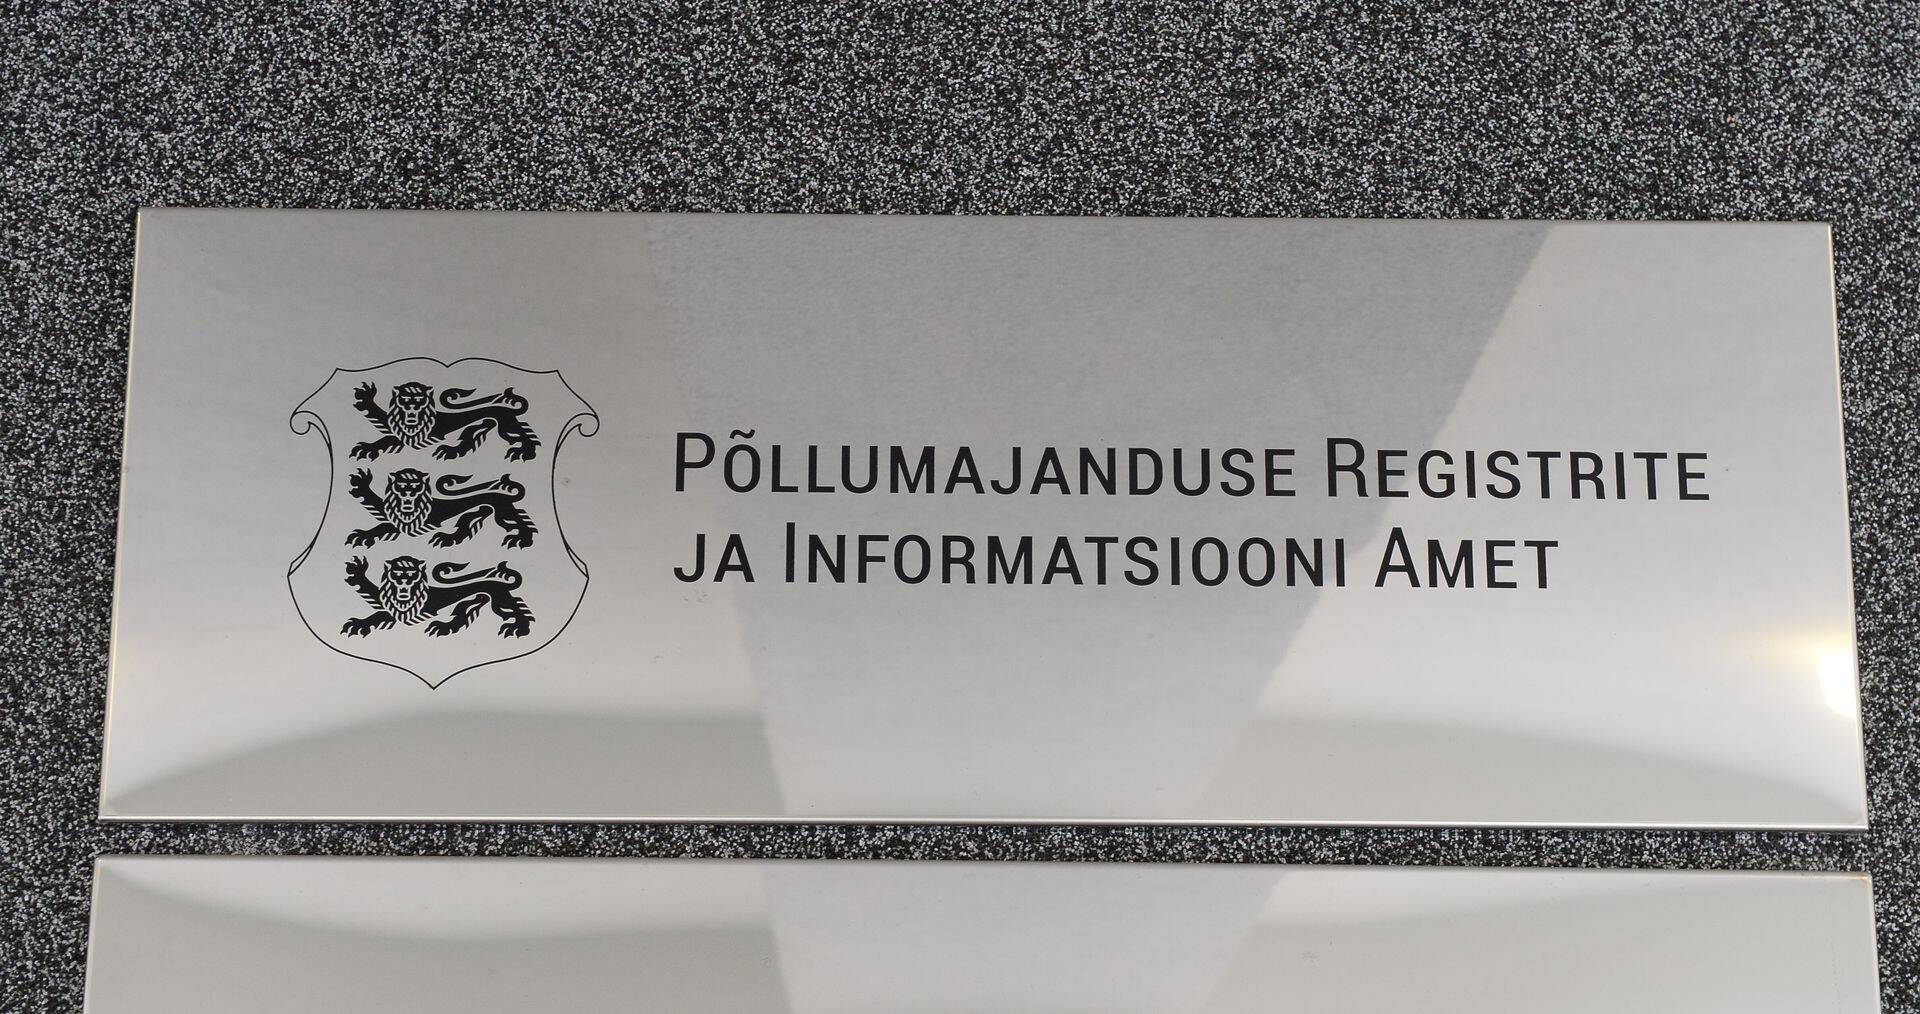 PÕLLUMAJANDUSE REGISTRITE
JA INFORMATSIOONI AMET